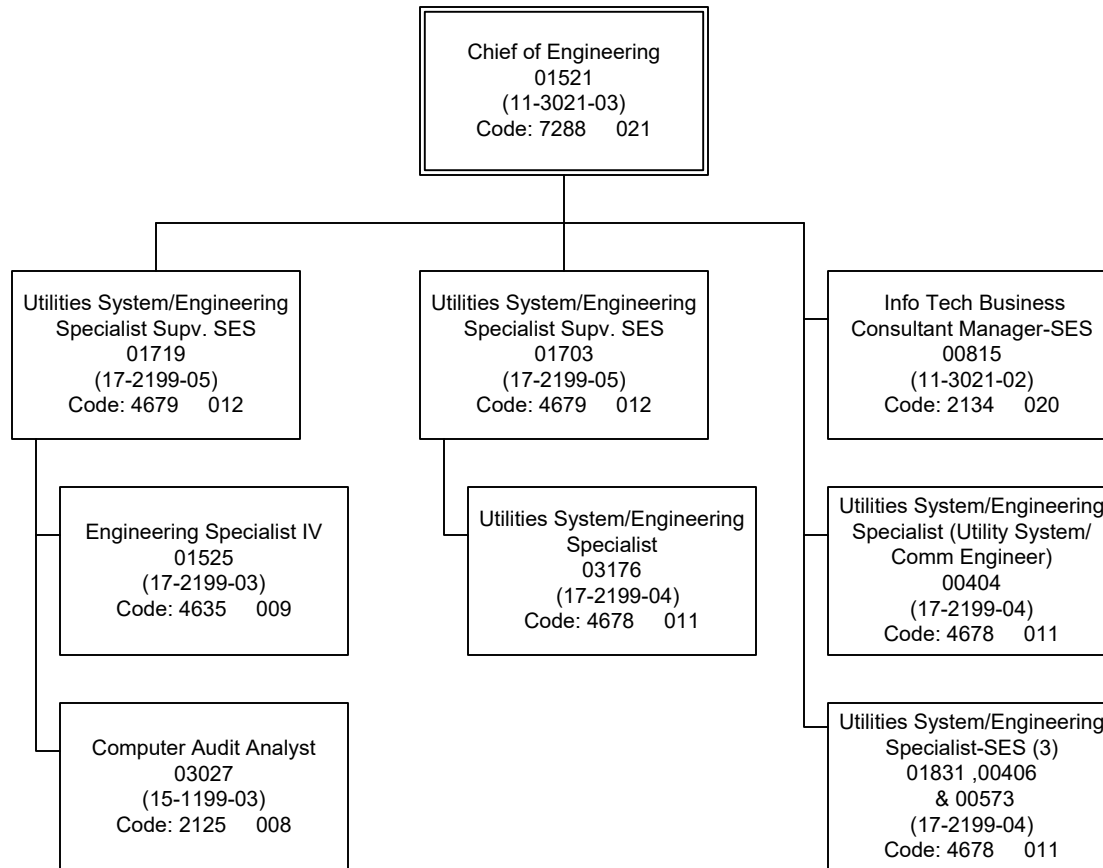 Chief of Engineering
01521
(11-3021-03)
Code: 7288 021
Utilities System/Engineering
Specialist Supv. SES
01719
(17-2199-05)
Code: 4679 012
Utilities System/Engineering
Specialist Supv. SES
01703
(17-2199-05)
Code: 4679 012
Info Tech Business
Consultant Manager-SES
00815
(11-3021-02)
Code: 2134 020
Engineering Specialist IV
01525
(17-2199-03)
Code: 4635 009
Utilities System/Engineering
Specialist
03176
(17-2199-04)
Code: 4678 011
Utilities System/Engineering
Specialist (Utility System/
Comm Engineer)
00404
(17-2199-04)
Code: 4678 011
Computer Audit Analyst
03027
(15-1199-03)
Code: 2125 008
Utilities System/Engineering
Specialist-SES (3)
01831 ,00406
& 00573
(17-2199-04)
Code: 4678 011